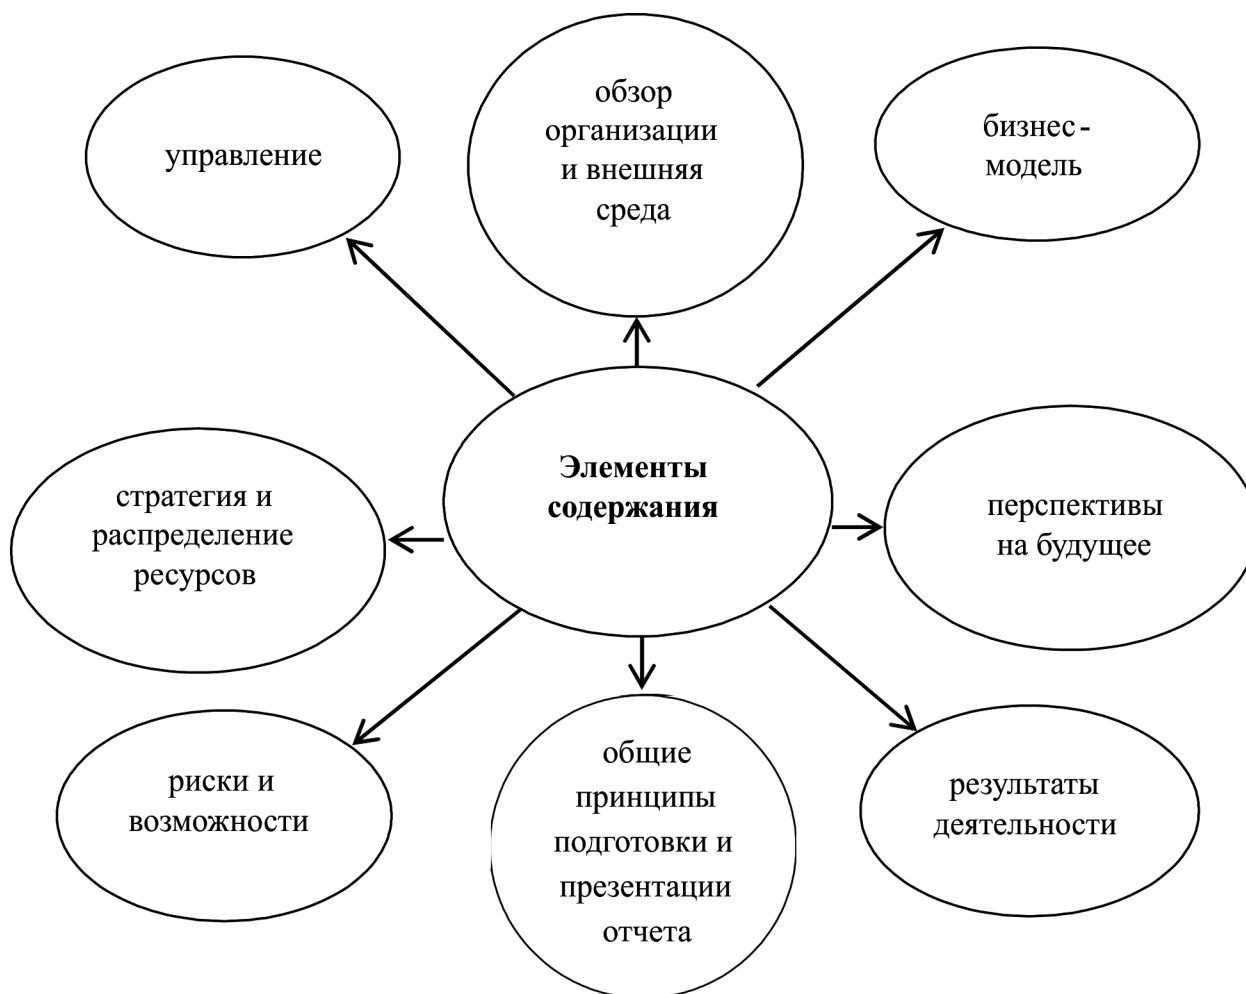 управление
обзор
организации
и внешняя
среда
бизнес-
модель
стратегия и
распределение
ресурсов
Элементы
содержания
перспективы
на будущее
риски и
возможности
общие
принципы
подготовки и
презентации
отчета
результаты
деятельности